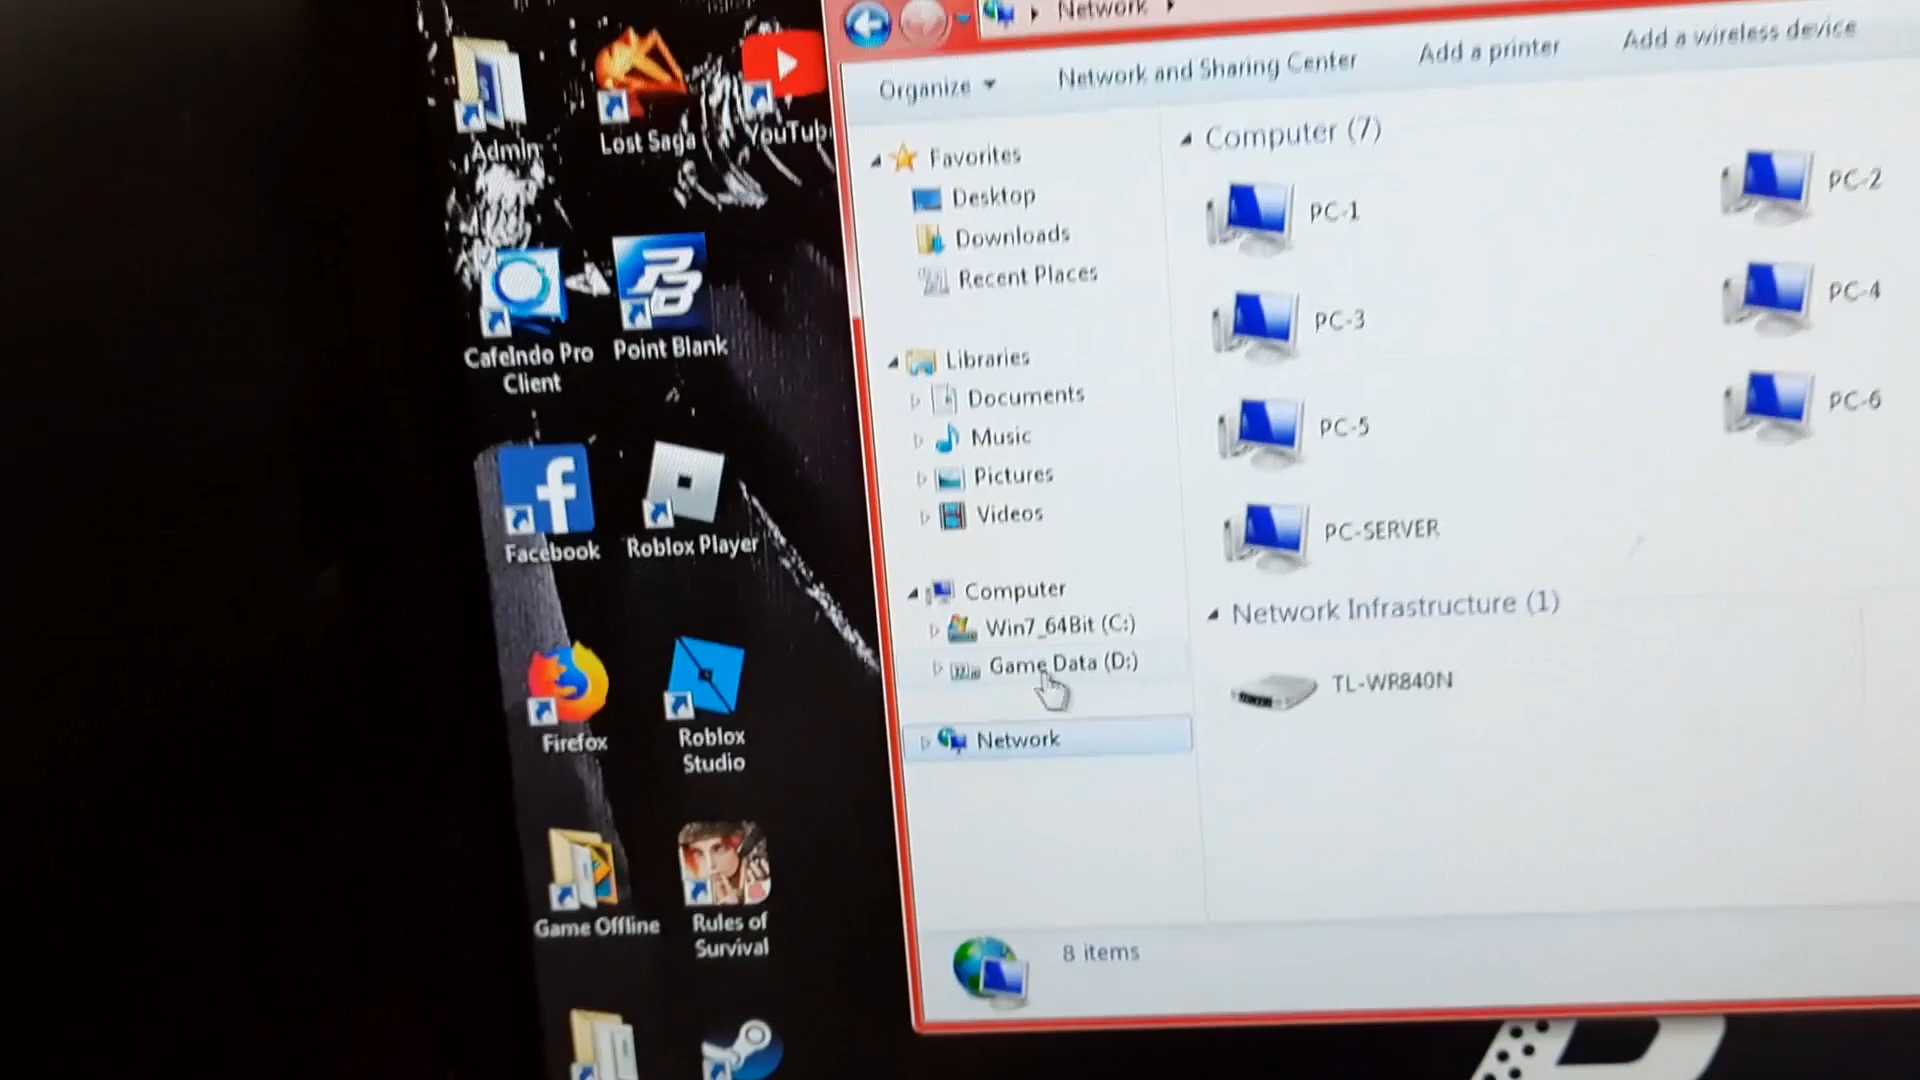 Admin
Lost Saga
YouTub
CafeIndo Pro
Client
Point Blank
Facebook
Roblox Player
Firefox
Roblox
Studio
Game Offline
Rules of
Survival
Network
Organize
Network and Sharing Center
Add a printer
Add a wireless device
Favorites
Desktop
Downloads
Recent Places
Libraries
Documents
Music
Pictures
Videos
Computer
Win7_64Bit (C:)
Game Data (D:)
Network
Computer (7)
PC-1
PC-2
PC-3
PC-4
PC-5
PC-6
PC-SERVER
Network Infrastructure (1)
TL-WR840N
8 items